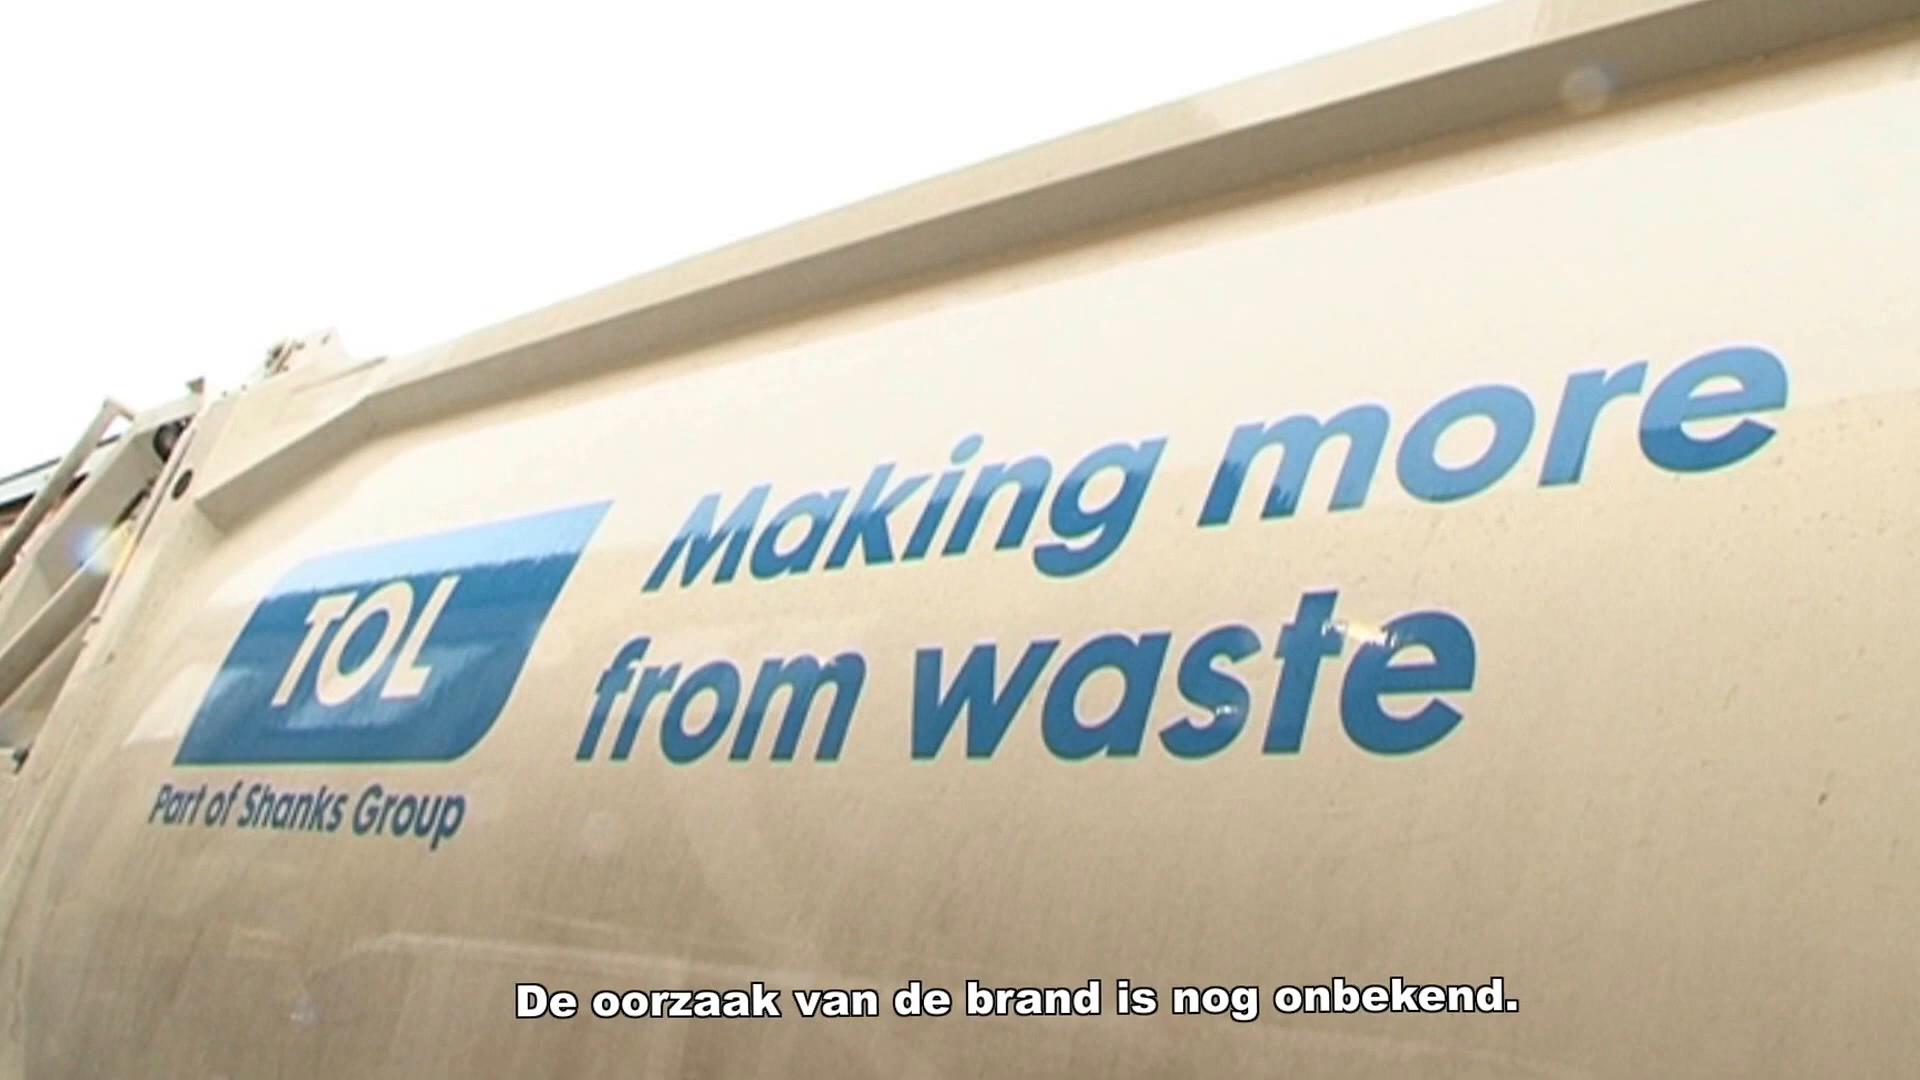 Making more
from waste
TOL
Part of Shanks Group
De oorzaak van de brand is nog onbekend.